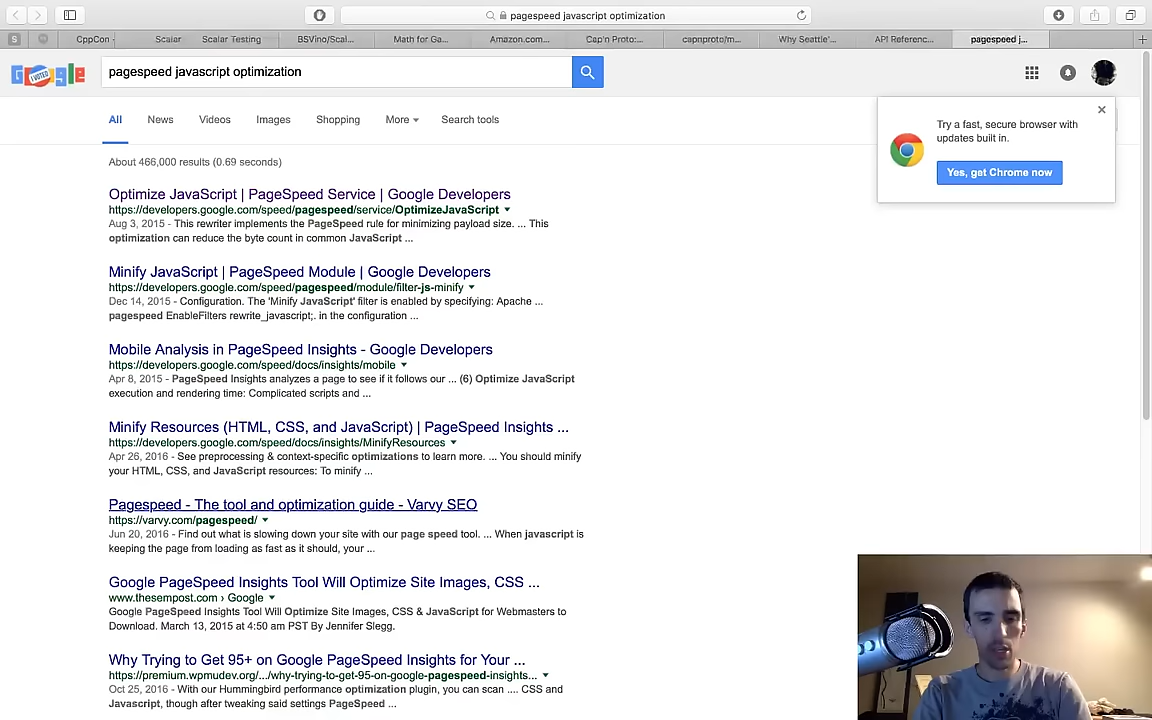 pagespeed javascript optimization
S
CppCon -
Scalar
Scalar Testing
BSVino/Scal...
Math for Ga...
Amazon.com...
Cap'n Proto:...
capnproto/m...
Why Seattle'...
API Referenc...
pagespeed j...
Google
I VOTED
pagespeed javascript optimization
All
News
Videos
Images
Shopping
More
Search tools
Try a fast, secure browser with
updates built in.
Yes, get Chrome now
About 466,000 results (0.69 seconds)
Optimize JavaScript | PageSpeed Service | Google Developers
https://developers.google.com/speed/pagespeed/service/OptimizeJavaScript
Aug 3, 2015 - This rewriter implements the PageSpeed rule for minimizing payload size. ... This
optimization can reduce the byte count in common JavaScript ...
Minify JavaScript | PageSpeed Module | Google Developers
https://developers.google.com/speed/pagespeed/module/filter-js-minify
Dec 14, 2015 - Configuration. The 'Minify JavaScript' filter is enabled by specifying: Apache ...
pagespeed EnableFilters rewrite_javascript;. in the configuration ...
Mobile Analysis in PageSpeed Insights - Google Developers
https://developers.google.com/speed/docs/insights/mobile
Apr 8, 2015 - PageSpeed Insights analyzes a page to see if it follows our ... (6) Optimize JavaScript
execution and rendering time: Complicated scripts and ...
Minify Resources (HTML, CSS, and JavaScript) | PageSpeed Insights ...
https://developers.google.com/speed/docs/insights/MinifyResources
Apr 26, 2016 - See preprocessing & context-specific optimizations to learn more. ... You should minify
your HTML, CSS, and JavaScript resources: To minify ...
Pagespeed - The tool and optimization guide - Varvy SEO
https://varvy.com/pagespeed/
Jun 20, 2016 - Find out what is slowing down your site with our page speed tool. ... When javascript is
keeping the page from loading as fast as it should, your ...
Google PageSpeed Insights Tool Will Optimize Site Images, CSS ...
www.thesempost.com › Google
Google PageSpeed Insights Tool Will Optimize Site Images, CSS & JavaScript for Webmasters to
Download. March 13, 2015 at 4:50 am PST By Jennifer Slegg.
Why Trying to Get 95+ on Google PageSpeed Insights for Your ...
https://premium.wpmudev.org/.../why-trying-to-get-95-on-google-pagespeed-insights...
Oct 25, 2016 - With our Hummingbird performance optimization plugin, you can scan .... CSS and
Javascript, though after tweaking said settings PageSpeed ...